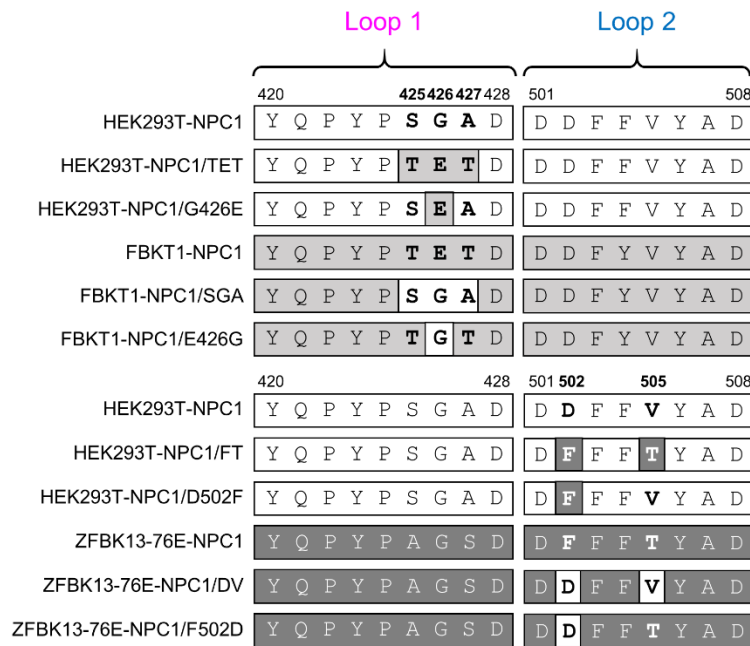 Loop 1 Loop 2
420 425 426 427 428 501 508
HEK293T-NPC1 Y Q P Y P S G A D D D F F V Y A D
HEK293T-NPC1/TET Y Q P Y P T E T D D D F F V Y A D
HEK293T-NPC1/G426E Y Q P Y P S E A D D D F F V Y A D
FBKT1-NPC1 Y Q P Y P T E T D D D F Y V Y A D
FBKT1-NPC1/SGA Y Q P Y P S G A D D D F Y V Y A D
FBKT1-NPC1/E426G Y Q P Y P T G T D D D F Y V Y A D
420 428 501 502 505 508
HEK293T-NPC1 Y Q P Y P S G A D D D F F V Y A D
HEK293T-NPC1/FT Y Q P Y P S G A D D F F F T Y A D
HEK293T-NPC1/D502F Y Q P Y P S G A D D F F F V Y A D
ZFBK13-76E-NPC1 Y Q P Y P A G S D D F F F T Y A D
ZFBK13-76E-NPC1/DV Y Q P Y P A G S D D D F F V Y A D
ZFBK13-76E-NPC1/F502D Y Q P Y P A G S D D D F F T Y A D